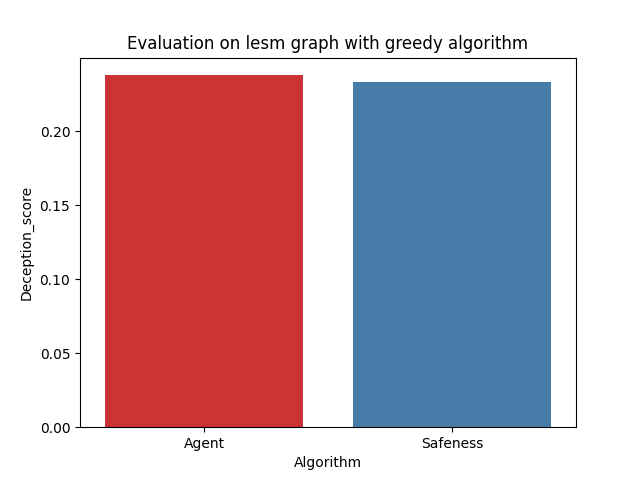 Evaluation on lesm graph with greedy algorithm
Deception_score
0.20
0.15
0.10
0.05
0.00
Agent
Safeness
Algorithm